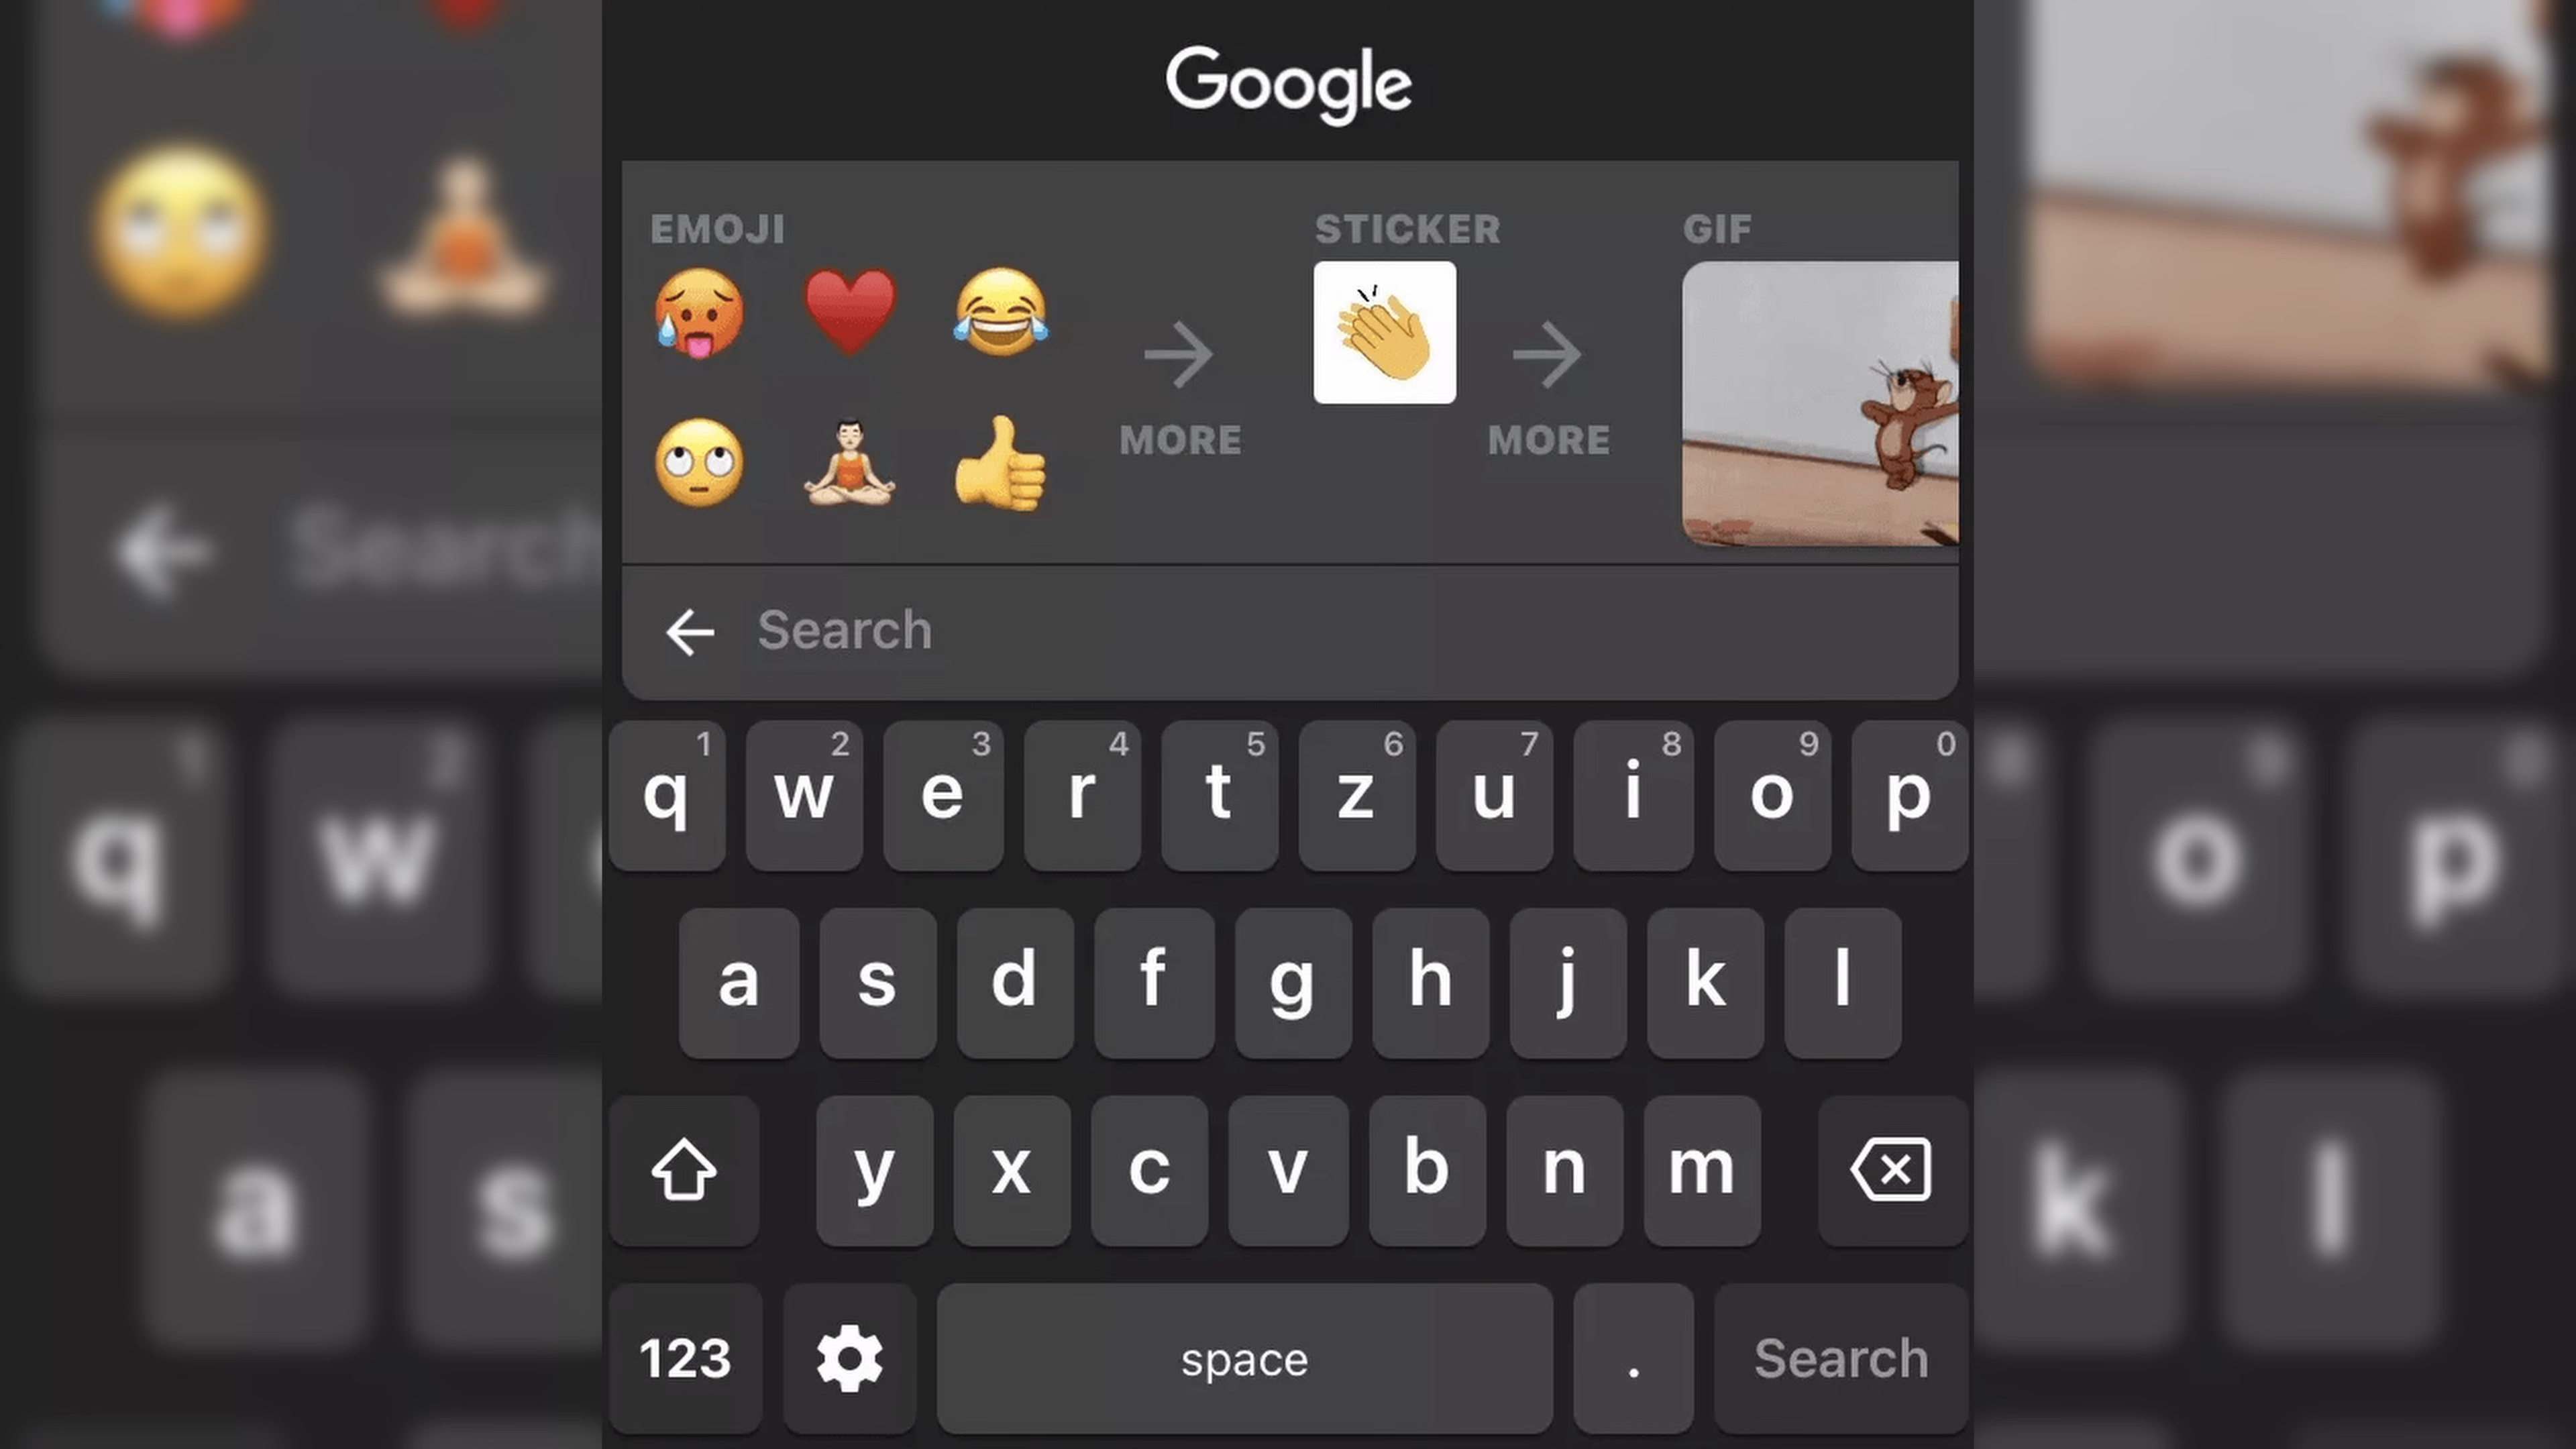 Google
EMOJI STICKER GIF
MORE MORE
Search
1 2 3 4 5 6 7 8 9 0
q w e r t z u i o p
a s d f g h j k l
y x c v b n m
123 space . Search